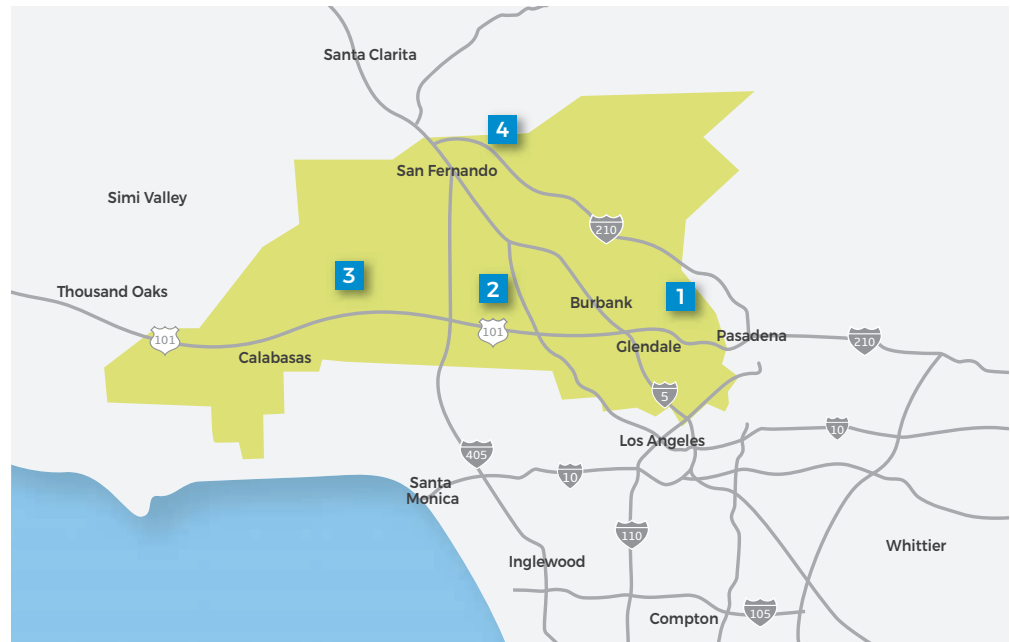 Santa Clarita
4
San Fernando
Simi Valley
210
3
2
1
Thousand Oaks
Burbank
101
101
Pasadena
210
Calabasas
Glendale
5
10
Los Angeles
405
10
Santa
Monica
110
Whittier
Inglewood
105
Compton